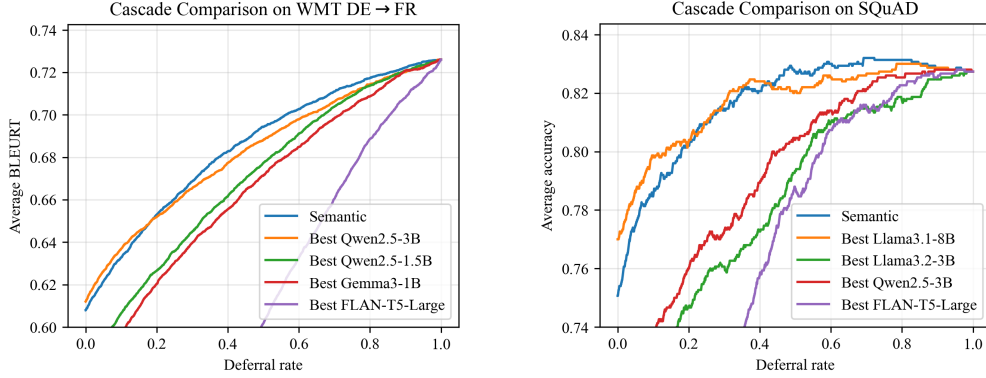 Cascade Comparison on WMT DE → FR
0.74
0.72
0.70
0.68
0.66
0.64
0.62
0.60
Average BLEURT
Semantic
Best Qwen2.5-3B
Best Qwen2.5-1.5B
Best Gemma3-1B
Best FLAN-T5-Large
0.0 0.2 0.4 0.6 0.8 1.0
Deferral rate
Cascade Comparison on SQuAD
0.84
0.82
0.80
0.78
0.76
0.74
Average accuracy
Semantic
Best Llama3.1-8B
Best Llama3.2-3B
Best Qwen2.5-3B
Best FLAN-T5-Large
0.0 0.2 0.4 0.6 0.8 1.0
Deferral rate